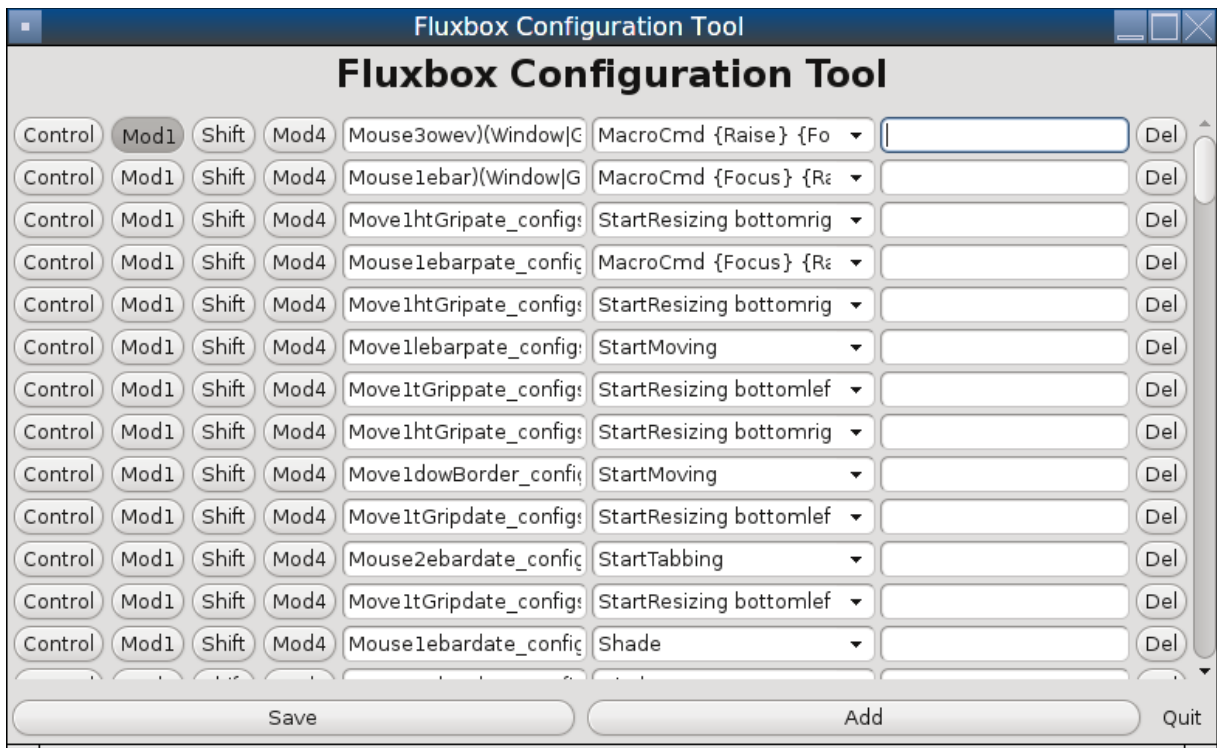 Fluxbox Configuration Tool
Fluxbox Configuration Tool
Control Mod1 Shift Mod4 Mouse3owev)(Window|G MacroCmd {Raise} {Fo Del
Control Mod1 Shift Mod4 Mouse1ebar)(Window|G MacroCmd {Focus} {Ra Del
Control Mod1 Shift Mod4 Move1htGripate_configs StartResizing bottomrig Del
Control Mod1 Shift Mod4 Mouse1ebarpate_config MacroCmd {Focus} {Ra Del
Control Mod1 Shift Mod4 Move1htGripate_configs StartResizing bottomrig Del
Control Mod1 Shift Mod4 Move1lebarpate_configs StartMoving Del
Control Mod1 Shift Mod4 Move1tGrippate_configs StartResizing bottomlef Del
Control Mod1 Shift Mod4 Move1htGripate_configs StartResizing bottomrig Del
Control Mod1 Shift Mod4 Move1dowBorder_config StartMoving Del
Control Mod1 Shift Mod4 Move1tGripdate_configs StartResizing bottomlef Del
Control Mod1 Shift Mod4 Mouse2ebardate_config StartTabbing Del
Control Mod1 Shift Mod4 Move1tGripdate_configs StartResizing bottomlef Del
Control Mod1 Shift Mod4 Mouse1ebardate_config Shade Del
Save Add Quit